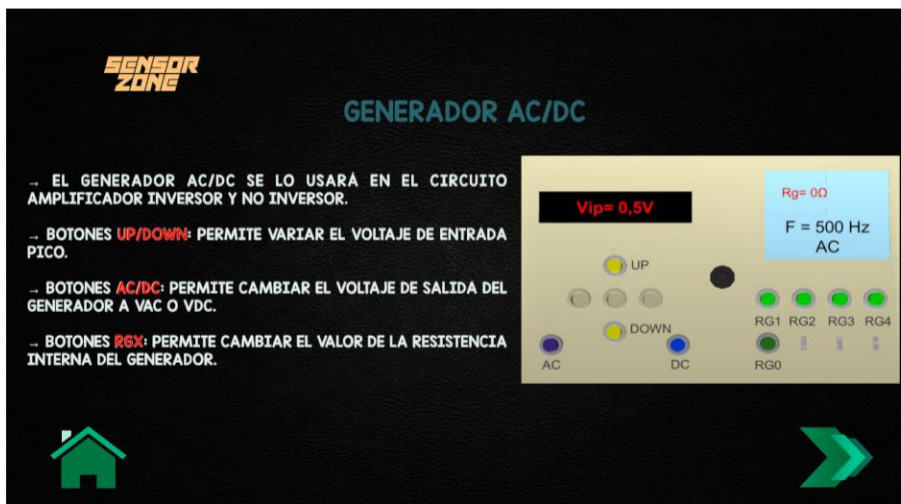 SENSOR
ZONE
GENERADOR AC/DC
→ EL GENERADOR AC/DC SE LO USARÁ EN EL CIRCUITO
AMPLIFICADOR INVERSOR Y NO INVERSOR.
→ BOTONES UP/DOWN: PERMITE VARIAR EL VOLTAJE DE ENTRADA
PICO.
→ BOTONES AC/DC: PERMITE CAMBIAR EL VOLTAJE DE SALIDA DEL
GENERADOR A VAC O VDC.
→ BOTONES RGX: PERMITE CAMBIAR EL VALOR DE LA RESISTENCIA
INTERNA DEL GENERADOR.
Vip= 0,5V
Rg= 0Ω
F = 500 Hz
AC
UP
DOWN
AC
DC
RG1 RG2 RG3 RG4
RG0